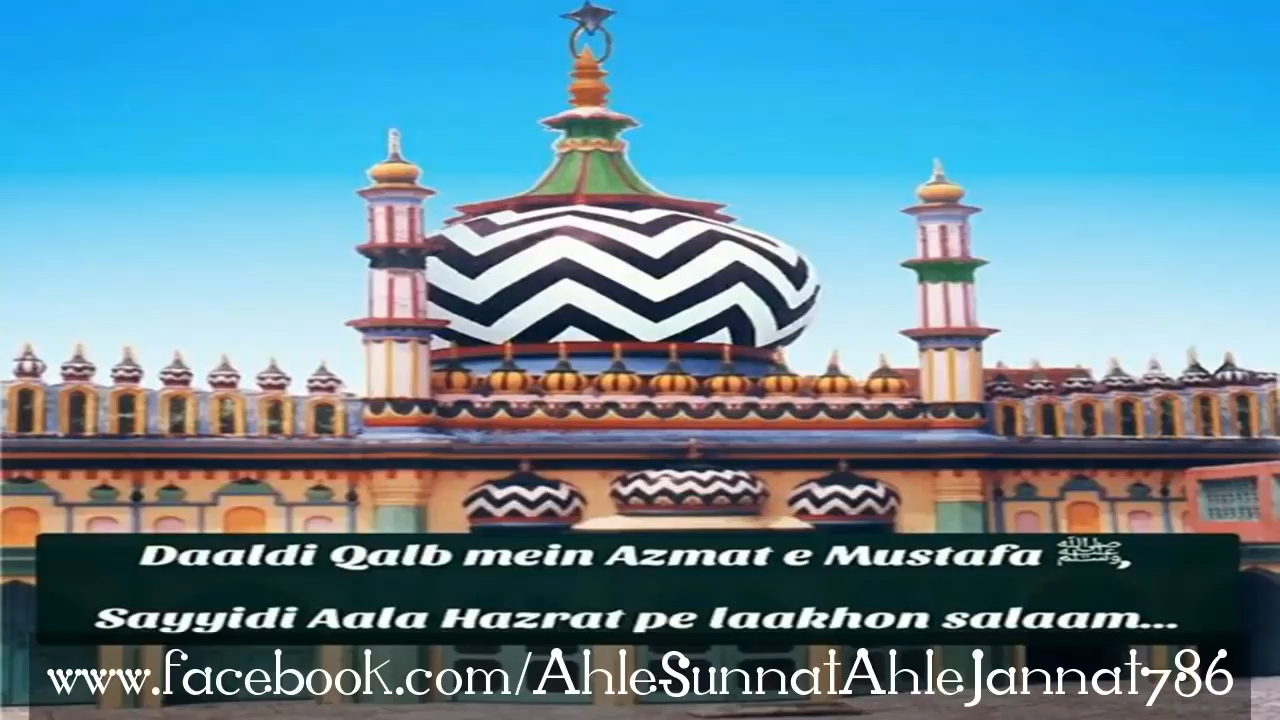 Daaldi Qalb mein Azmat e Mustafa ﷺ,
Sayyidi Aala Hazrat pe laakhon salaam...
www.facebook.com/AhleSunnatAhleJannat786